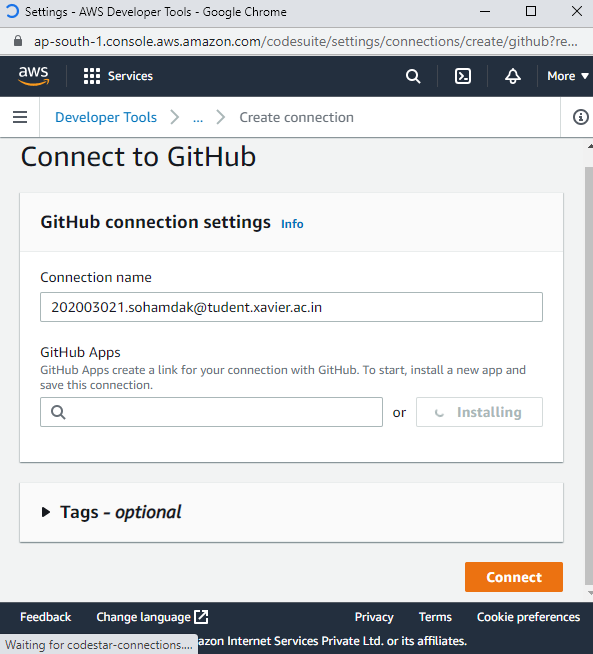 Settings - AWS Developer Tools - Google Chrome
ap-south-1.console.aws.amazon.com/codesuite/settings/connections/create/github?re...
aws Services More
Developer Tools ... Create connection
Connect to GitHub
GitHub connection settings Info
Connection name
202003021.sohamdak@tudent.xavier.ac.in
GitHub Apps
GitHub Apps create a link for your connection with GitHub. To start, install a new app and
save this connection.
or Installing
Tags - optional
Connect
Feedback Change language Privacy Terms Cookie preferences
Waiting for codestar-connections.... Internet Services Private Ltd. or its affiliates.